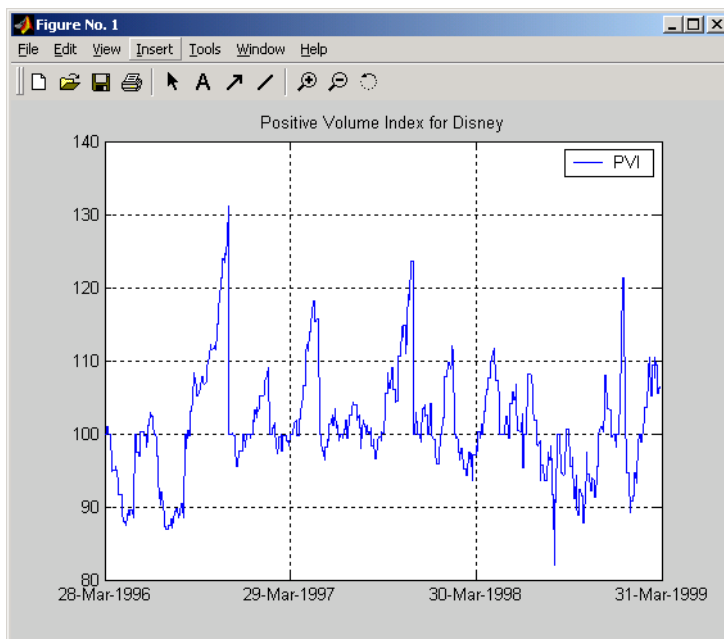 Figure No. 1
File Edit View Insert Tools Window Help
A
Positive Volume Index for Disney
PVI
140
130
120
110
100
90
80
28-Mar-1996 29-Mar-1997 30-Mar-1998 31-Mar-1999